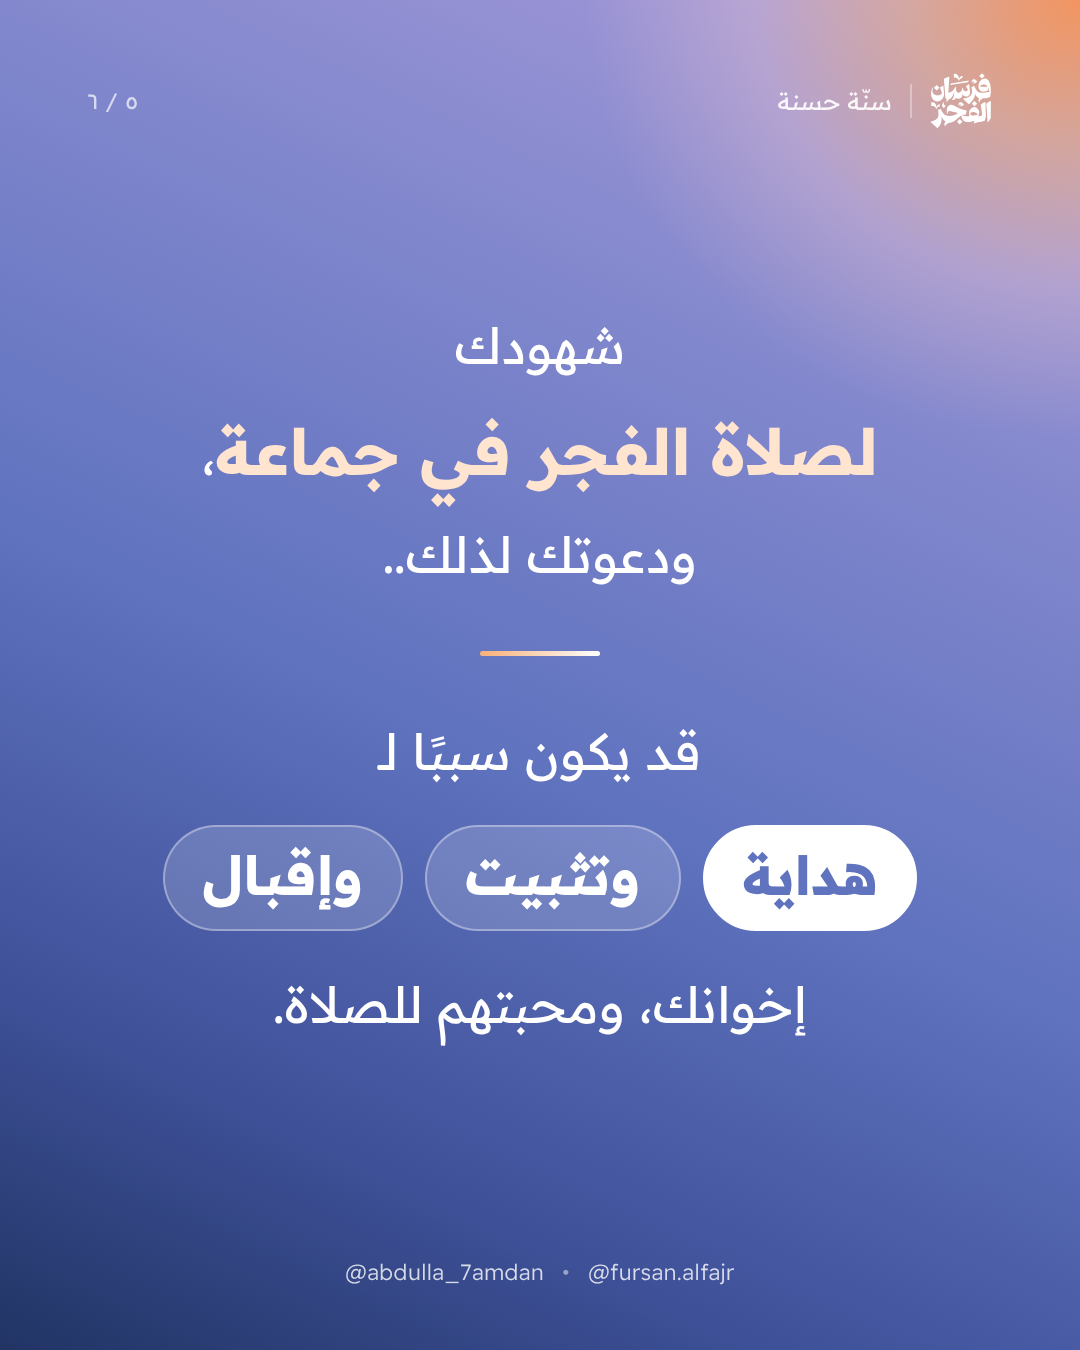 فرسان الفجر
سنّة حسنة
٥ / ٦
شهودك
لصلاة الفجر في جماعة،
ودعوتك لذلك..
قد يكون سببًا لـ
هداية وتثبيت وإقبال
إخوانك، ومحبتهم للصلاة.
@abdulla_7amdan • @fursan.alfajr